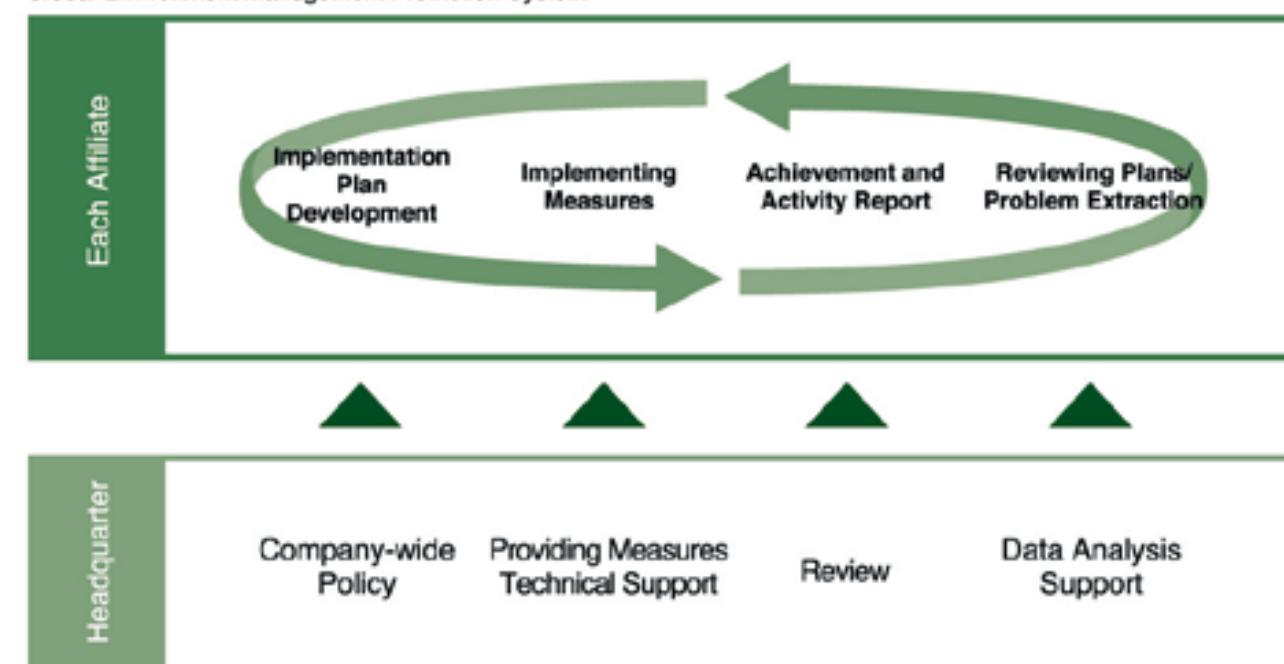 Each Affiliate
Implementation
Plan
Development
Implementing
Measures
Achievement and
Activity Report
Reviewing Plans/
Problem Extraction
Headquarter
Company-wide
Policy
Providing Measures
Technical Support
Review
Data Analysis
Support